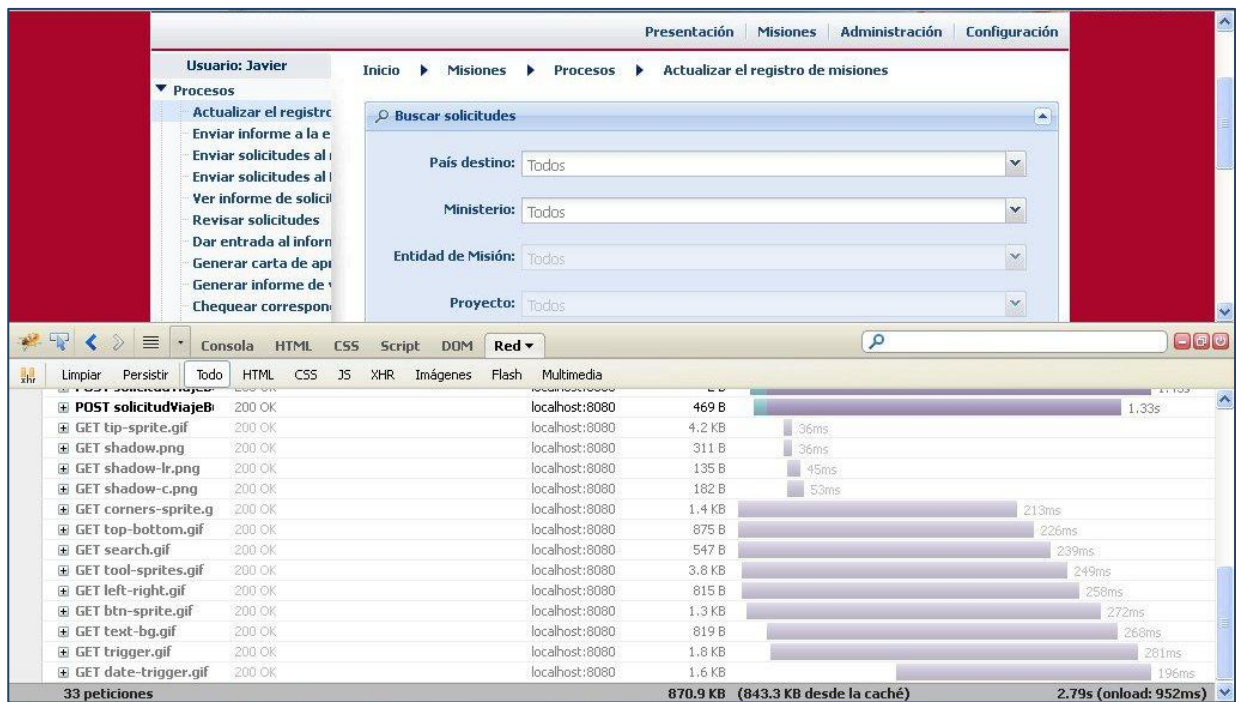 Presentación Misiones Administración Configuración
Usuario: Javier
Inicio Misiones Procesos Actualizar el registro de misiones
Procesos
Actualizar el registro
Enviar informe a la e
Enviar solicitudes al
Enviar solicitudes al
Ver informe de solicit
Revisar solicitudes
Dar entrada al inform
Generar carta de apr
Generar informe de
Chequear correspon
Buscar solicitudes
País destino: Todos
Ministerio: Todos
Entidad de Misión: Todos
Proyecto: Todos
Consola HTML CSS Script DOM Red
xhr Limpiar Persistir Todo HTML CSS JS XHR Imágenes Flash Multimedia
POST solicitudViajeB 200 OK localhost:8080 2 B 1.43s
POST solicitudViajeB 200 OK localhost:8080 469 B 1.33s
GET tip-sprite.gif 200 OK localhost:8080 4.2 KB 36ms
GET shadow.png 200 OK localhost:8080 311 B 36ms
GET shadow-lr.png 200 OK localhost:8080 135 B 45ms
GET shadow-c.png 200 OK localhost:8080 182 B 53ms
GET corners-sprite.g 200 OK localhost:8080 1.4 KB 213ms
GET top-bottom.gif 200 OK localhost:8080 875 B 226ms
GET search.gif 200 OK localhost:8080 547 B 239ms
GET tool-sprites.gif 200 OK localhost:8080 3.8 KB 249ms
GET left-right.gif 200 OK localhost:8080 815 B 258ms
GET btn-sprite.gif 200 OK localhost:8080 1.3 KB 272ms
GET text-bg.gif 200 OK localhost:8080 819 B 268ms
GET trigger.gif 200 OK localhost:8080 1.8 KB 281ms
GET date-trigger.gif 200 OK localhost:8080 1.6 KB 196ms
33 peticiones 870.9 KB (843.3 KB desde la caché) 2.79s (onload: 952ms)